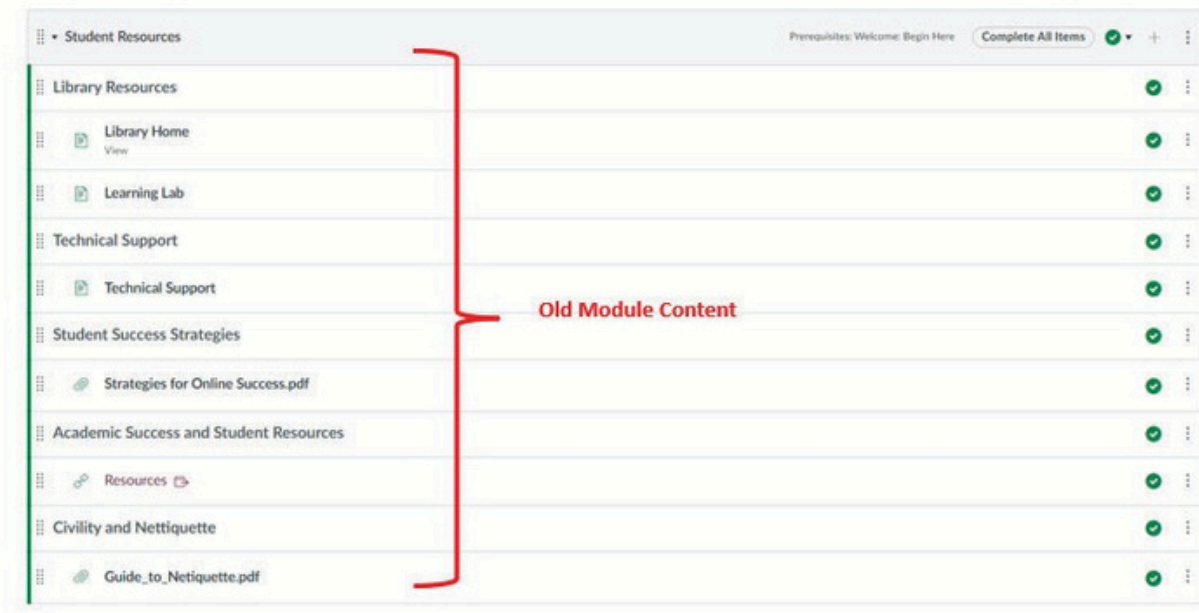 Student Resources
Prerequisites: Welcome: Begin Here
Complete All Items
Library Resources
Library Home
View
Learning Lab
Technical Support
Technical Support
Old Module Content
Student Success Strategies
Strategies for Online Success.pdf
Academic Success and Student Resources
Resources
Civility and Nettiquette
Guide_to_Netiquette.pdf